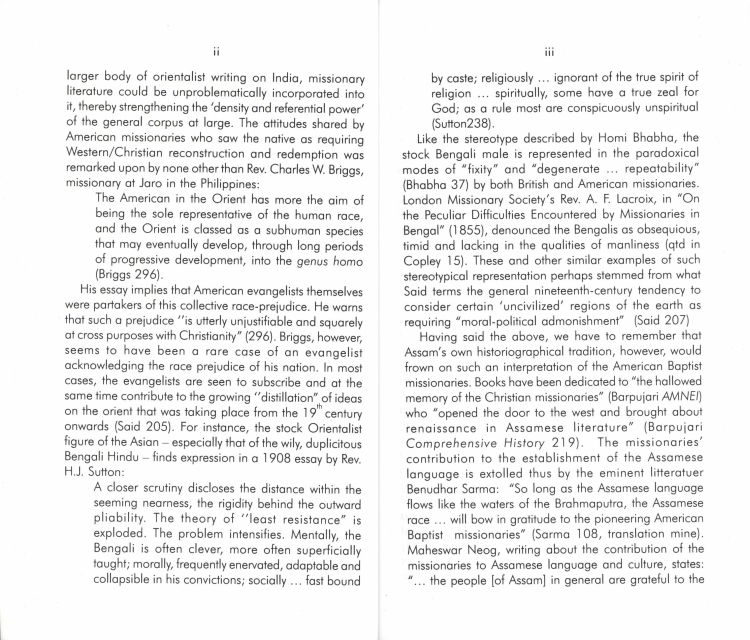 ii
larger body of orientalist writing on India, missionary
literature could be unproblematically incorporated into
it, thereby strengthening the 'density and referential power'
of the general corpus at large. The attitudes shared by
American missionaries who saw the native as requiring
Western/Christian reconstruction and redemption was
remarked upon by none other than Rev. Charles W. Briggs,
missionary at Jaro in the Philippines:
The American in the Orient has more the aim of
being the sole representative of the human race,
and the Orient is classed as a subhuman species
that may eventually develop, through long periods
of progressive development, into the genus homo
(Briggs 296).
His essay implies that American evangelists themselves
were partakers of this collective race-prejudice. He warns
that such a prejudice "is utterly unjustifiable and squarely
at cross purposes with Christianity" (296). Briggs, however,
seems to have been a rare case of an evangelist
acknowledging the race prejudice of his nation. In most
cases, the evangelists are seen to subscribe and at the
same time contribute to the growing "distillation" of ideas
on the orient that was taking place from the 19th century
onwards (Said 205). For instance, the stock Orientalist
figure of the Asian – especially that of the wily, duplicitous
Bengali Hindu – finds expression in a 1908 essay by Rev.
H.J. Sutton:
A closer scrutiny discloses the distance within the
seeming nearness, the rigidity behind the outward
pliability. The theory of "least resistance" is
exploded. The problem intensifies. Mentally, the
Bengali is often clever, more often superficially
taught; morally, frequently enervated, adaptable and
collapsible in his convictions; socially ... fast bound
iii
by caste; religiously ... ignorant of the true spirit of
religion ... spiritually, some have a true zeal for
God; as a rule most are conspicuously unspiritual
(Sutton238).
Like the stereotype described by Homi Bhabha, the
stock Bengali male is represented in the paradoxical
modes of "fixity" and "degenerate ... repeatability"
(Bhabha 37) by both British and American missionaries.
London Missionary Society's Rev. A. F. Lacroix, in "On
the Peculiar Difficulties Encountered by Missionaries in
Bengal" (1855), denounced the Bengalis as obsequious,
timid and lacking in the qualities of manliness (qtd in
Copley 15). These and other similar examples of such
stereotypical representation perhaps stemmed from what
Said terms the general nineteenth-century tendency to
consider certain 'uncivilized' regions of the earth as
requiring "moral-political admonishment" (Said 207)
Having said the above, we have to remember that
Assam's own historiographical tradition, however, would
frown on such an interpretation of the American Baptist
missionaries. Books have been dedicated to "the hallowed
memory of the Christian missionaries" (Barpujari AMNEI)
who "opened the door to the west and brought about
renaissance in Assamese literature" (Barpujari
Comprehensive History 219). The missionaries'
contribution to the establishment of the Assamese
language is extolled thus by the eminent litterateur
Benudhar Sarma: "So long as the Assamese language
flows like the waters of the Brahmaputra, the Assamese
race ... will bow in gratitude to the pioneering American
Baptist missionaries" (Sarma 108, translation mine).
Maheswar Neog, writing about the contribution of the
missionaries to Assamese language and culture, states:
"... the people [of Assam] in general are grateful to the